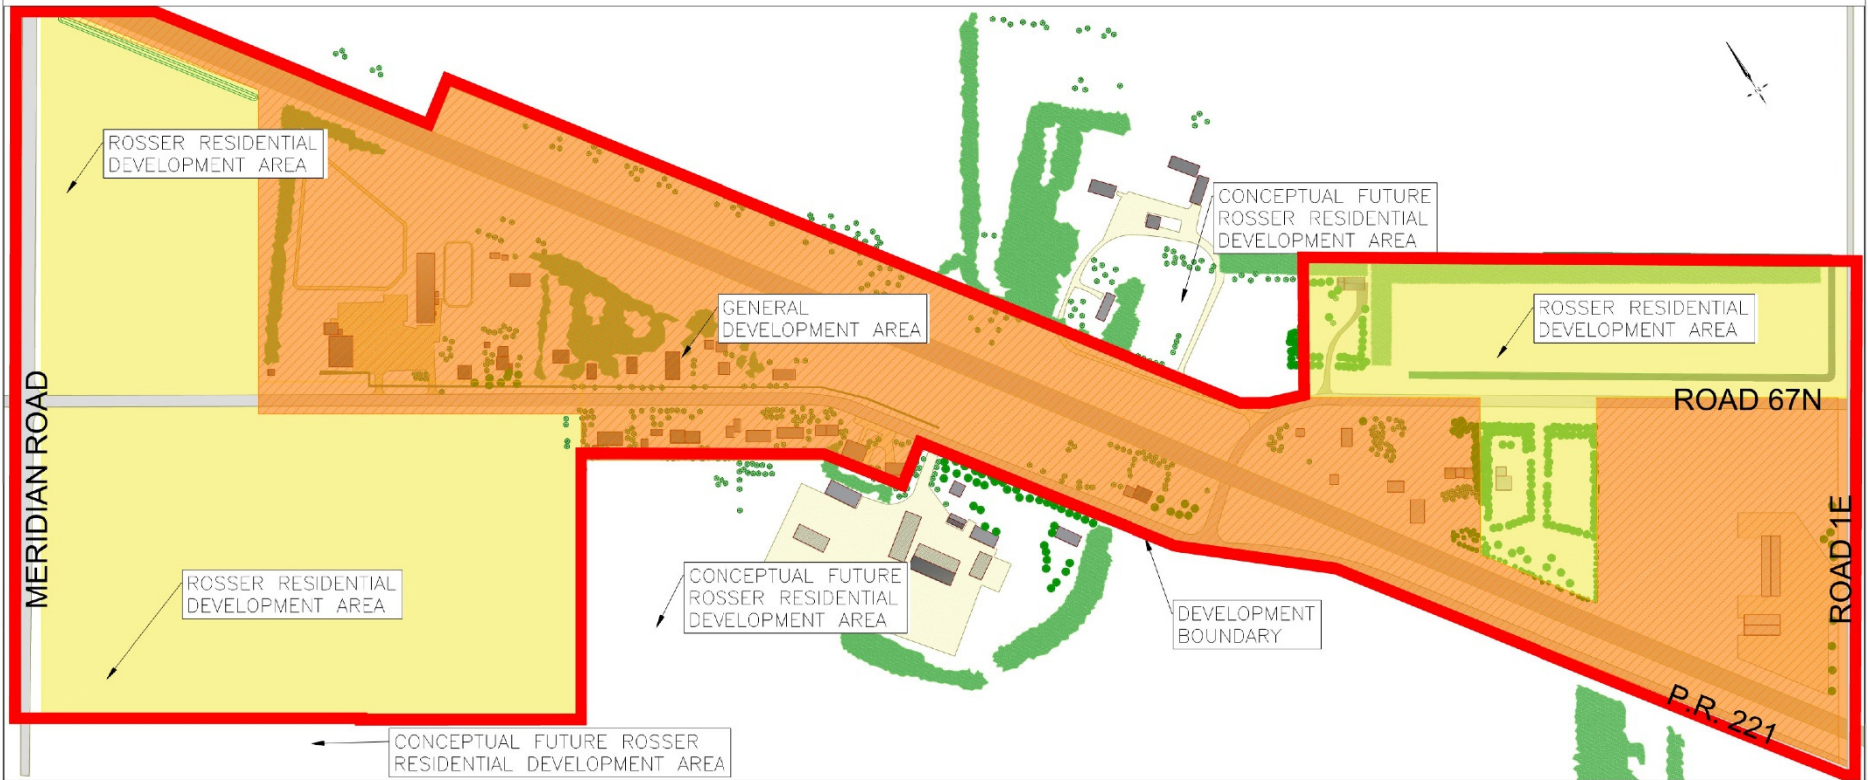 ROSSER RESIDENTIAL
DEVELOPMENT AREA
CONCEPTUAL FUTURE
ROSSER RESIDENTIAL
DEVELOPMENT AREA
GENERAL
DEVELOPMENT AREA
ROSSER RESIDENTIAL
DEVELOPMENT AREA
MERIDIAN ROAD
ROAD 67N
ROAD 1E
ROSSER RESIDENTIAL
DEVELOPMENT AREA
CONCEPTUAL FUTURE
ROSSER RESIDENTIAL
DEVELOPMENT AREA
DEVELOPMENT
BOUNDARY
P.R. 221
CONCEPTUAL FUTURE ROSSER
RESIDENTIAL DEVELOPMENT AREA